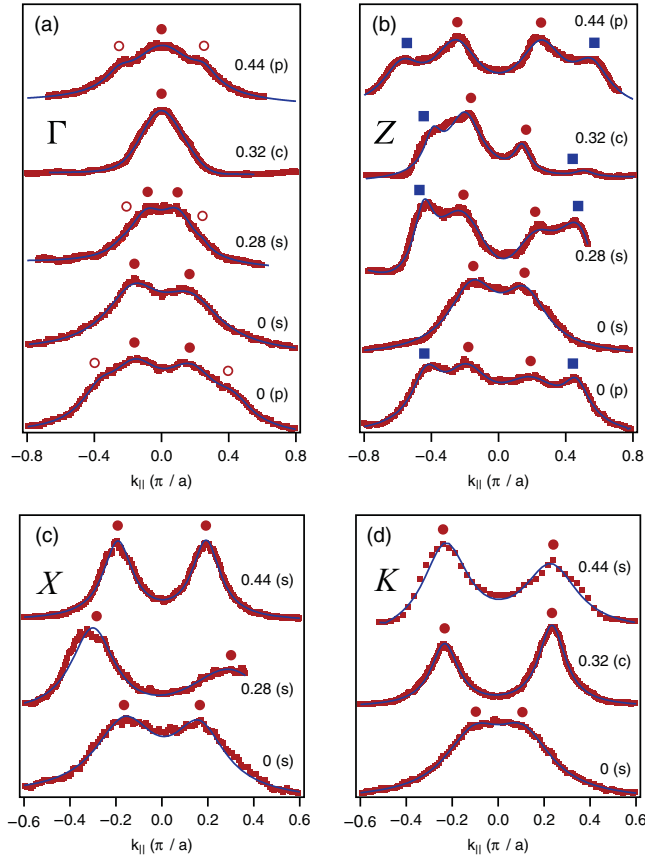 (a)
0.44 (p)
Γ
0.32 (c)
0.28 (s)
0 (s)
0 (p)
−0.8 −0.4 0.0 0.4 0.8
k|| (π / a)
(b)
0.44 (p)
Z
0.32 (c)
0.28 (s)
0 (s)
0 (p)
−0.8 −0.4 0.0 0.4 0.8
k|| (π / a)
(c)
X
0.44 (s)
0.28 (s)
0 (s)
−0.6 −0.4 −0.2 0.0 0.2 0.4 0.6
k|| (π / a)
(d)
K
0.44 (s)
0.32 (c)
0 (s)
−0.6 −0.4 −0.2 0.0 0.2 0.4 0.6
k|| (π / a)